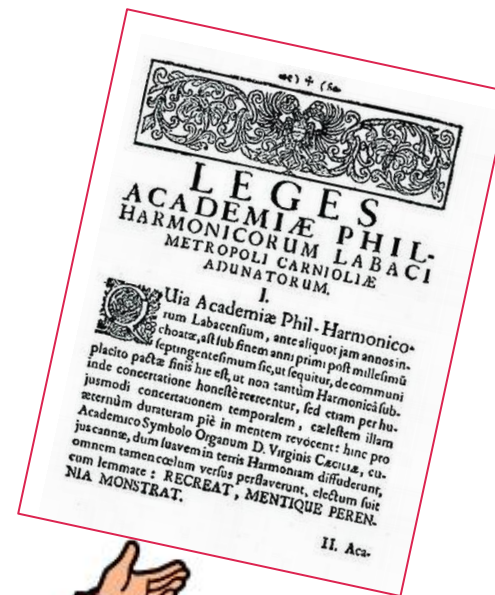 LEGES
ACADEMIÆ PHIL-
HARMONICORUM LABACI
METROPOLI CARNIOLIÆ
ADUNATORUM.
I.
QUia Academiæ Phil-Harmonico-
rum Labacensium, ante aliquot jam annos in-
choatæ, ast sub finem anni primi post millesimũ
septingentesimum sic, ut sequitur, de communi
placito pactæ finis hic est, ut non tantùm Harmonicâ sub-
inde concertatione honestè recreentur, sed etiam per hu-
jusmodi concertationem temporalem, cælestem illam
æternùm duraturam piè in mentem revocent: hinc pro
Academico Symbolo Organum D. Virginis CÆCILIÆ, cu-
jus cannæ, dum suavem in terris Harmoniam diffuderunt,
omnem tamen cœlum versus perflaverunt, electum fuit
cum lemmate: RECREAT, MENTIQUE PEREN-
NIA MONSTRAT.
II. Aca-